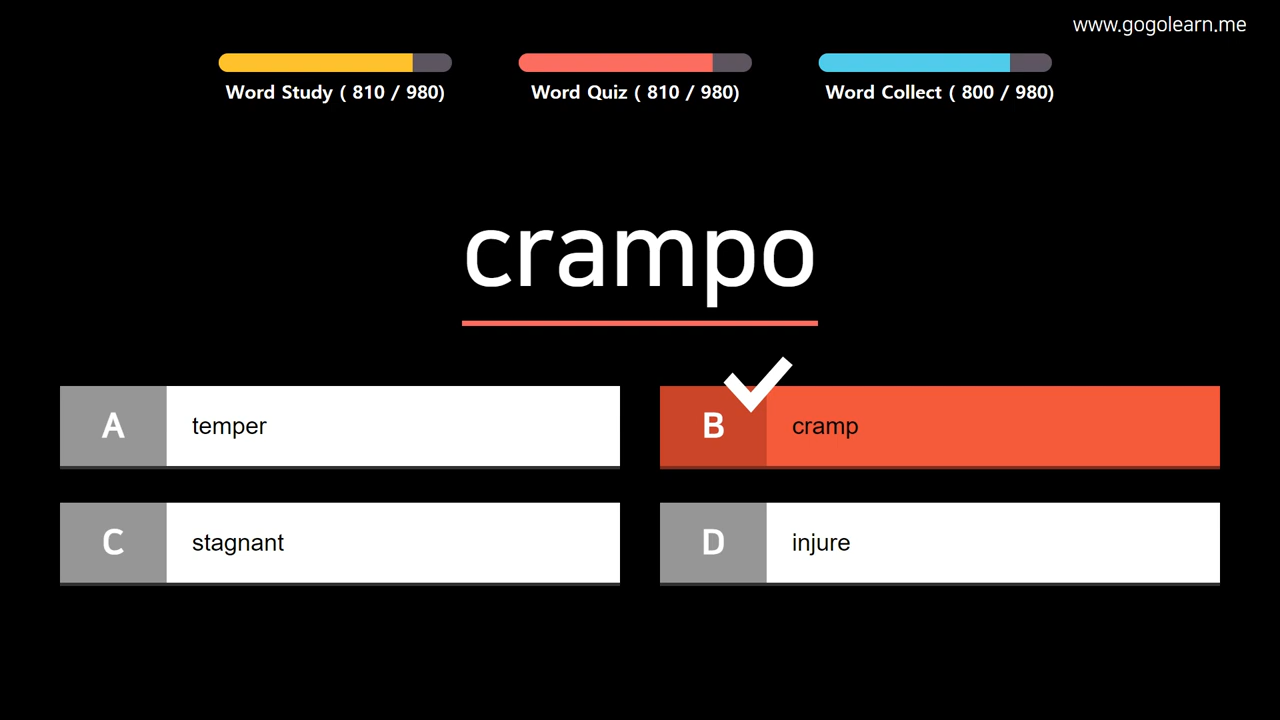 www.gogolearn.me
Word Study ( 810 / 980)
Word Quiz ( 810 / 980)
Word Collect ( 800 / 980)
crampo
A temper
B cramp
C stagnant
D injure